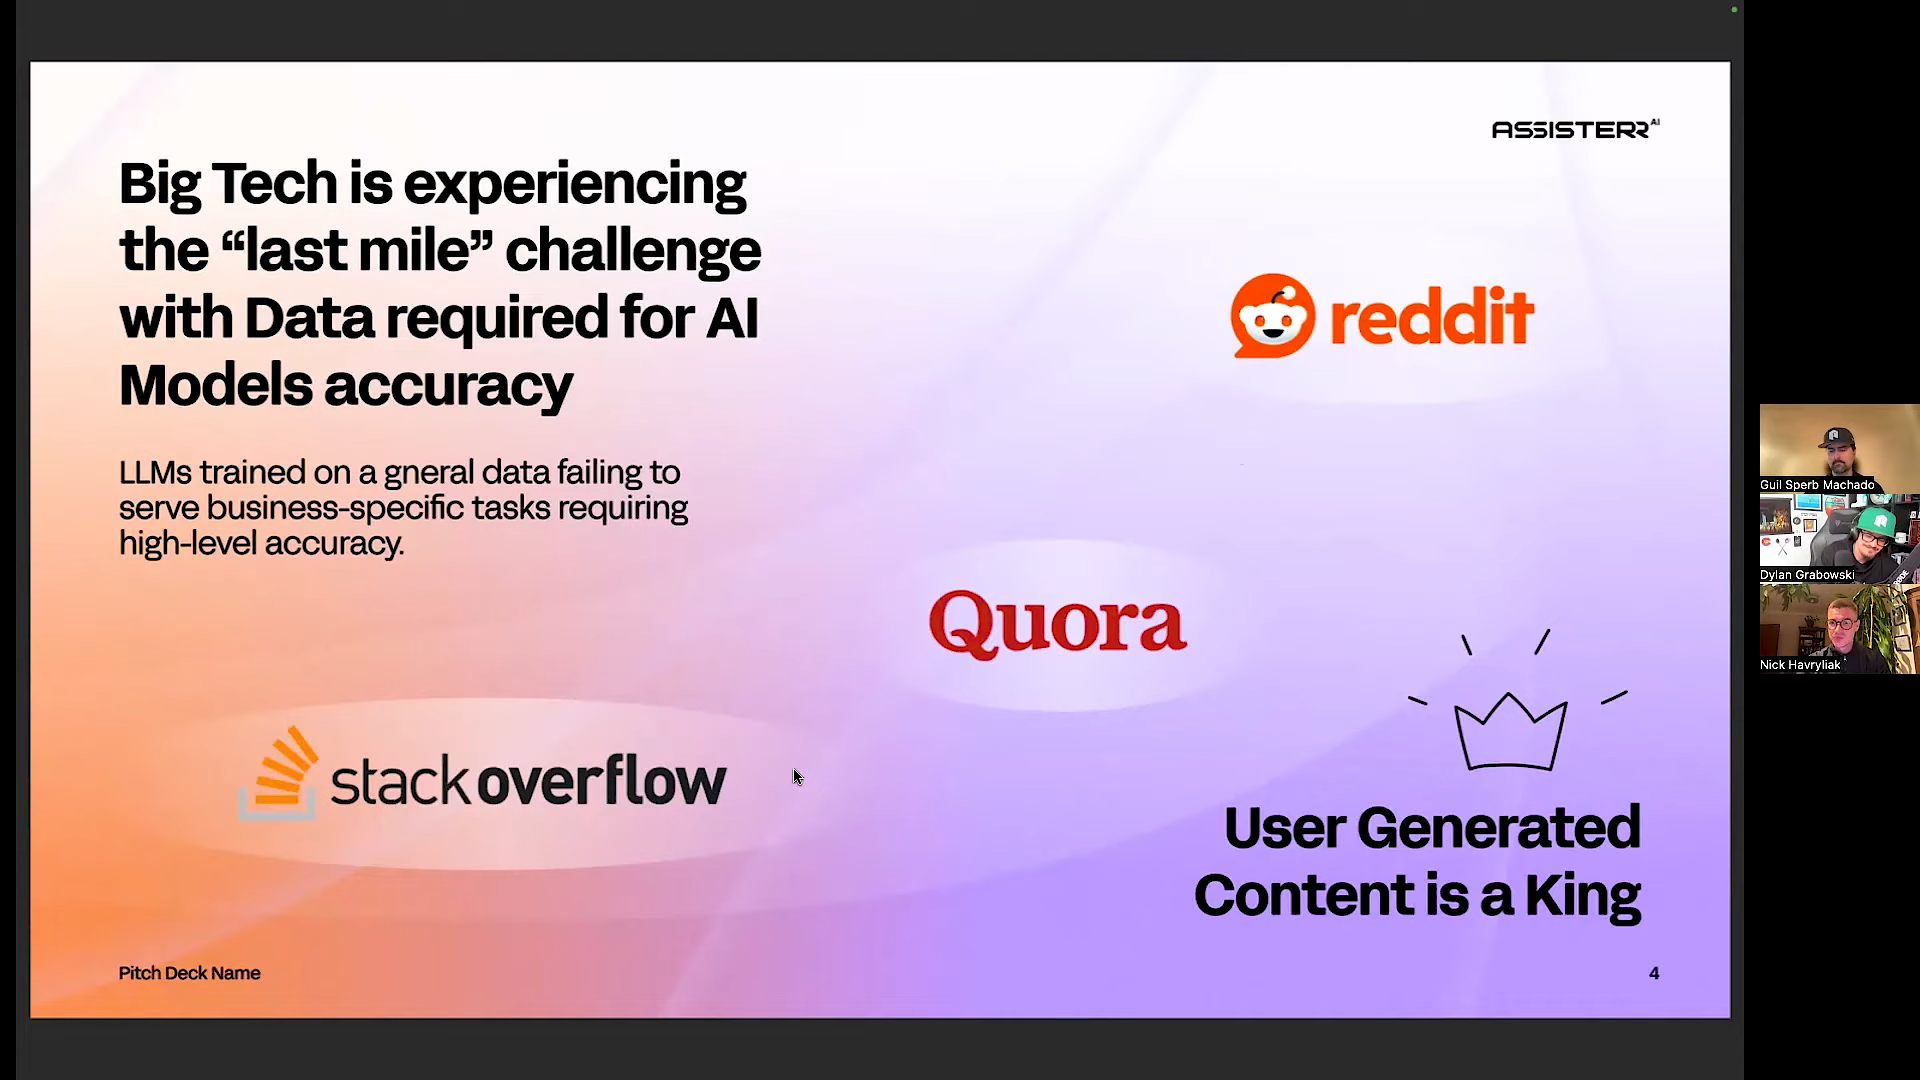 ASSISTERR AI
Big Tech is experiencing
the “last mile” challenge
with Data required for AI
Models accuracy
LLMs trained on a gneral data failing to
serve business-specific tasks requiring
high-level accuracy.
reddit
Quora
stackoverflow
User Generated
Content is a King
Pitch Deck Name
4
Guil Sperb Machado
Dylan Grabowski
Nick Havryliak